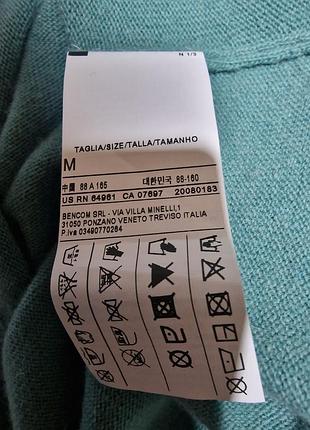 N 1/3
TAGLIA/SIZE/TALLA/TAMANHO
M
中國 88 A 165 대한민국 88-160
US RN 64961 CA 07697 20080183
BENCOM SRL - VIA VILLA MINELLI,1
31050 PONZANO VENETO TREVISO ITALIA
P.Iva 03490770264